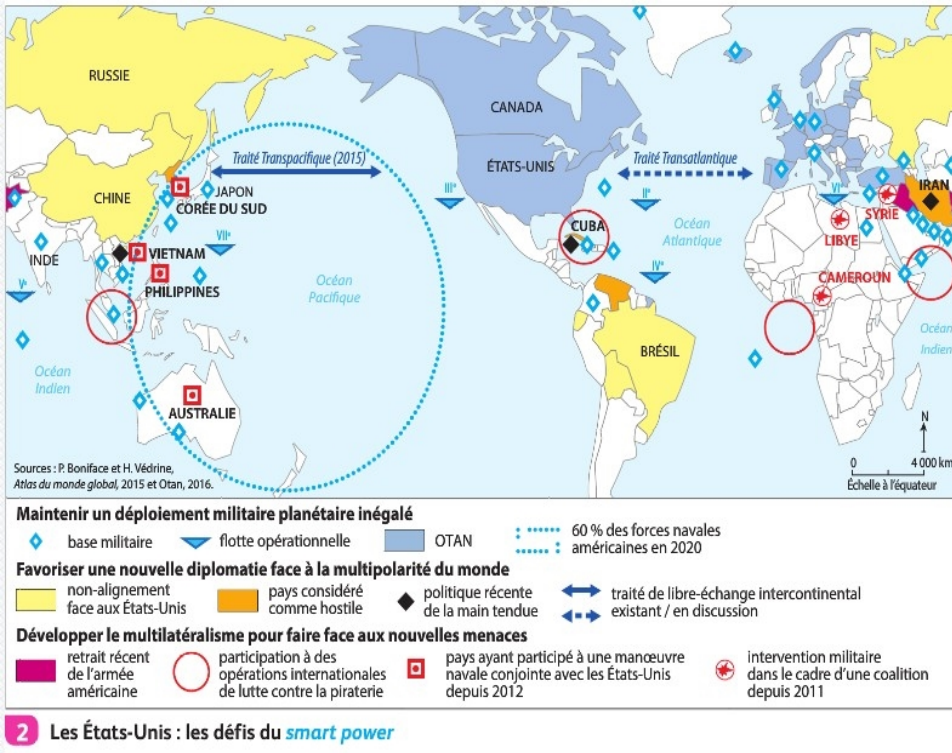 RUSSIE
CANADA
ÉTATS-UNIS
Traité Transpacifique (2015)
Traité Transatlantique
CHINE
JAPON
CORÉE DU SUD
IIIᵉ
IIᵉ
VIᵉ
IRAN
SYRIE
LIBYE
CUBA
Océan
Atlantique
INDE
VIETNAM
VIIᵉ
PHILIPPINES
Vᵉ
Océan
Pacifique
IVᵉ
CAMEROUN
BRÉSIL
Océan
Indien
Océan
Indien
AUSTRALIE
N
0 4 000 km
Échelle à l'équateur
Sources : P. Boniface et H. Védrine,
Atlas du monde global, 2015 et Otan, 2016.
Maintenir un déploiement militaire planétaire inégalé
base militaire
flotte opérationnelle
OTAN
60 % des forces navales
américaines en 2020
Favoriser une nouvelle diplomatie face à la multipolarité du monde
non-alignement
face aux États-Unis
pays considéré
comme hostile
politique récente
de la main tendue
traité de libre-échange intercontinental
existant / en discussion
Développer le multilatéralisme pour faire face aux nouvelles menaces
retrait récent
de l'armée
américaine
participation à des
opérations internationales
de lutte contre la piraterie
pays ayant participé à une manœuvre
navale conjointe avec les États-Unis
depuis 2012
intervention militaire
dans le cadre d'une coalition
depuis 2011
2 Les États-Unis : les défis du smart power